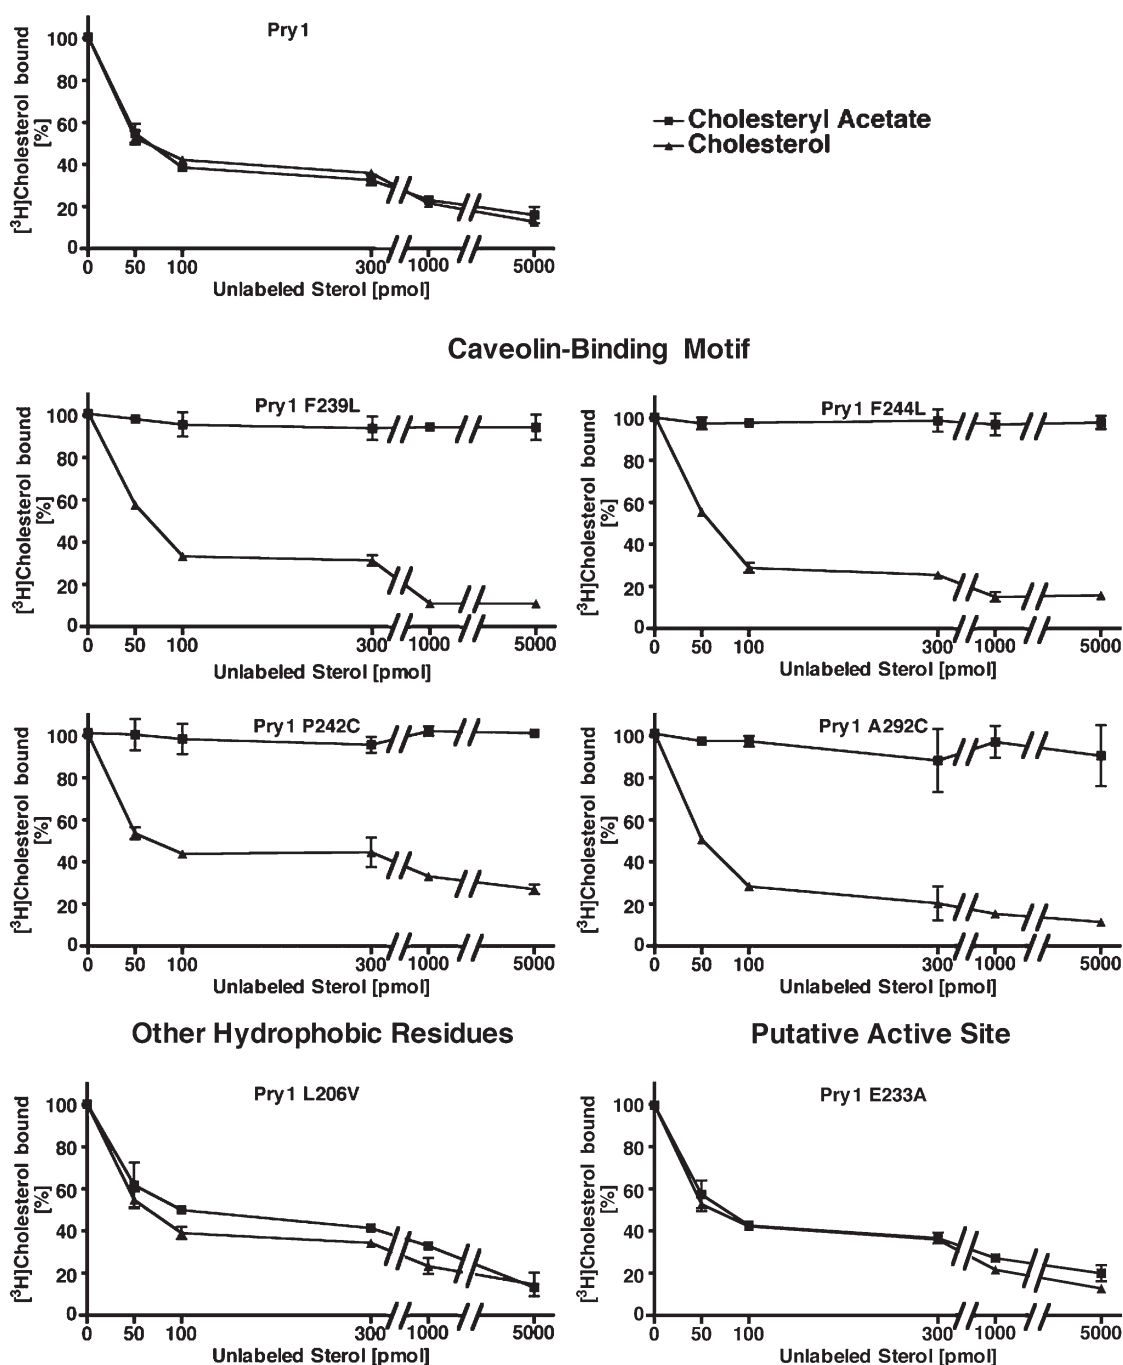 Pry1
[³H]Cholesterol bound
[%]
100
80
60
40
20
0
0 50 100 300 1000 5000
Unlabeled Sterol [pmol]
Cholesteryl Acetate
Cholesterol
Caveolin-Binding Motif
Pry1 F239L
[³H]Cholesterol bound
[%]
100
80
60
40
20
0
0 50 100 300 1000 5000
Unlabeled Sterol [pmol]
Pry1 F244L
[³H]Cholesterol bound
[%]
100
80
60
40
20
0
0 50 100 300 1000 5000
Unlabeled Sterol [pmol]
Pry1 P242C
[³H]Cholesterol bound
[%]
100
80
60
40
20
0
0 50 100 300 1000 5000
Unlabeled Sterol [pmol]
Pry1 A292C
[³H]Cholesterol bound
[%]
100
80
60
40
20
0
0 50 100 300 1000 5000
Unlabeled Sterol [pmol]
Other Hydrophobic Residues
Pry1 L206V
[³H]Cholesterol bound
[%]
100
80
60
40
20
0
0 50 100 300 1000 5000
Unlabeled Sterol [pmol]
Putative Active Site
Pry1 E233A
[³H]Cholesterol bound
[%]
100
80
60
40
20
0
0 50 100 300 1000 5000
Unlabeled Sterol [pmol]